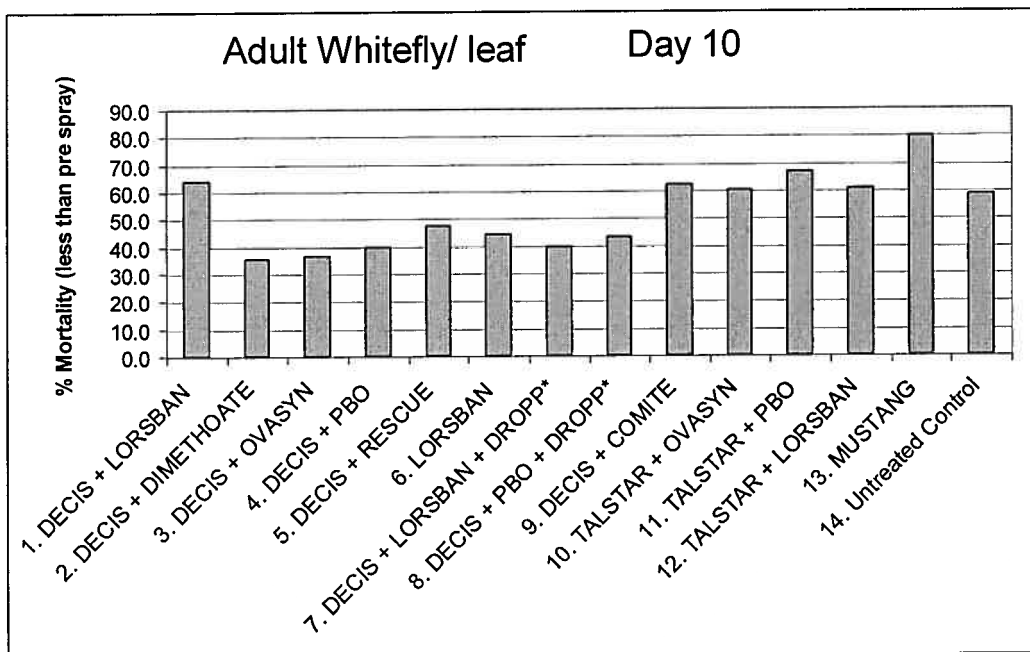 Adult Whitefly/ leaf Day 10
% Mortality (less than pre spray)
90.0
80.0
70.0
60.0
50.0
40.0
30.0
20.0
10.0
0.0
1. DECIS + LORSBAN
2. DECIS + DIMETHOATE
3. DECIS + OVASYN
4. DECIS + PBO
5. DECIS + RESCUE
6. LORSBAN
7. DECIS + LORSBAN + DROPP*
8. DECIS + PBO + DROPP*
9. DECIS + COMITE
10. TALSTAR + OVASYN
11. TALSTAR + PBO
12. TALSTAR + LORSBAN
13. MUSTANG
14. Untreated Control